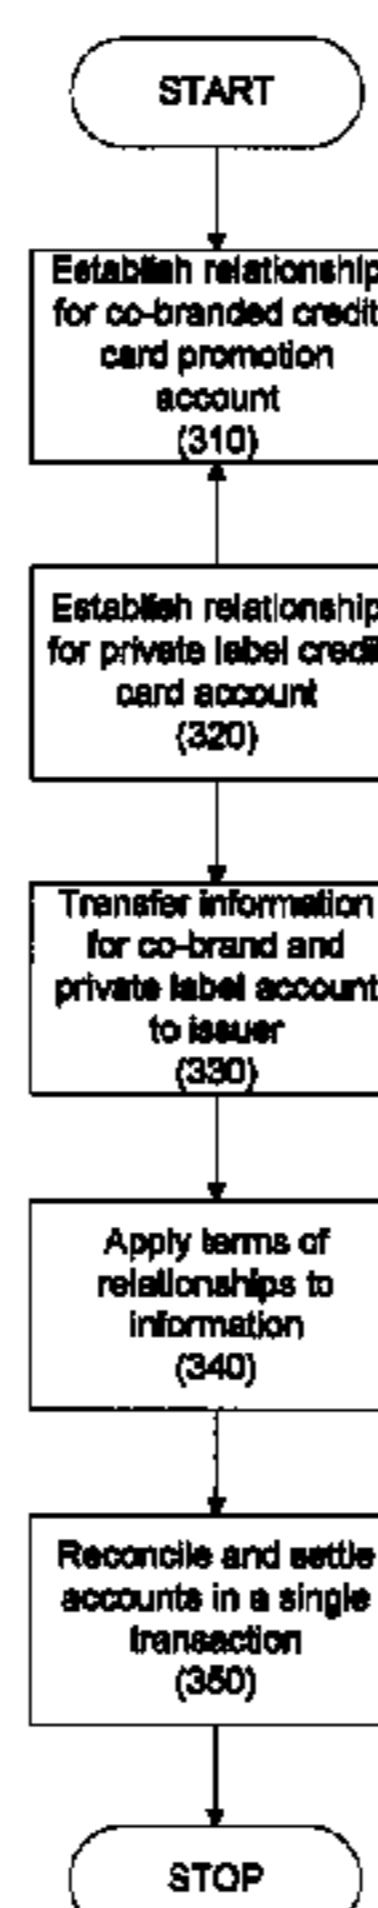 START
Establish relationship
for co-branded credit
card promotion
account
(310)
Establish relationship
for private label credit
card account
(320)
Transfer information
for co-brand and
private label account
to issuer
(330)
Apply terms of
relationships to
information
(340)
Reconcile and settle
accounts in a single
transaction
(350)
STOP